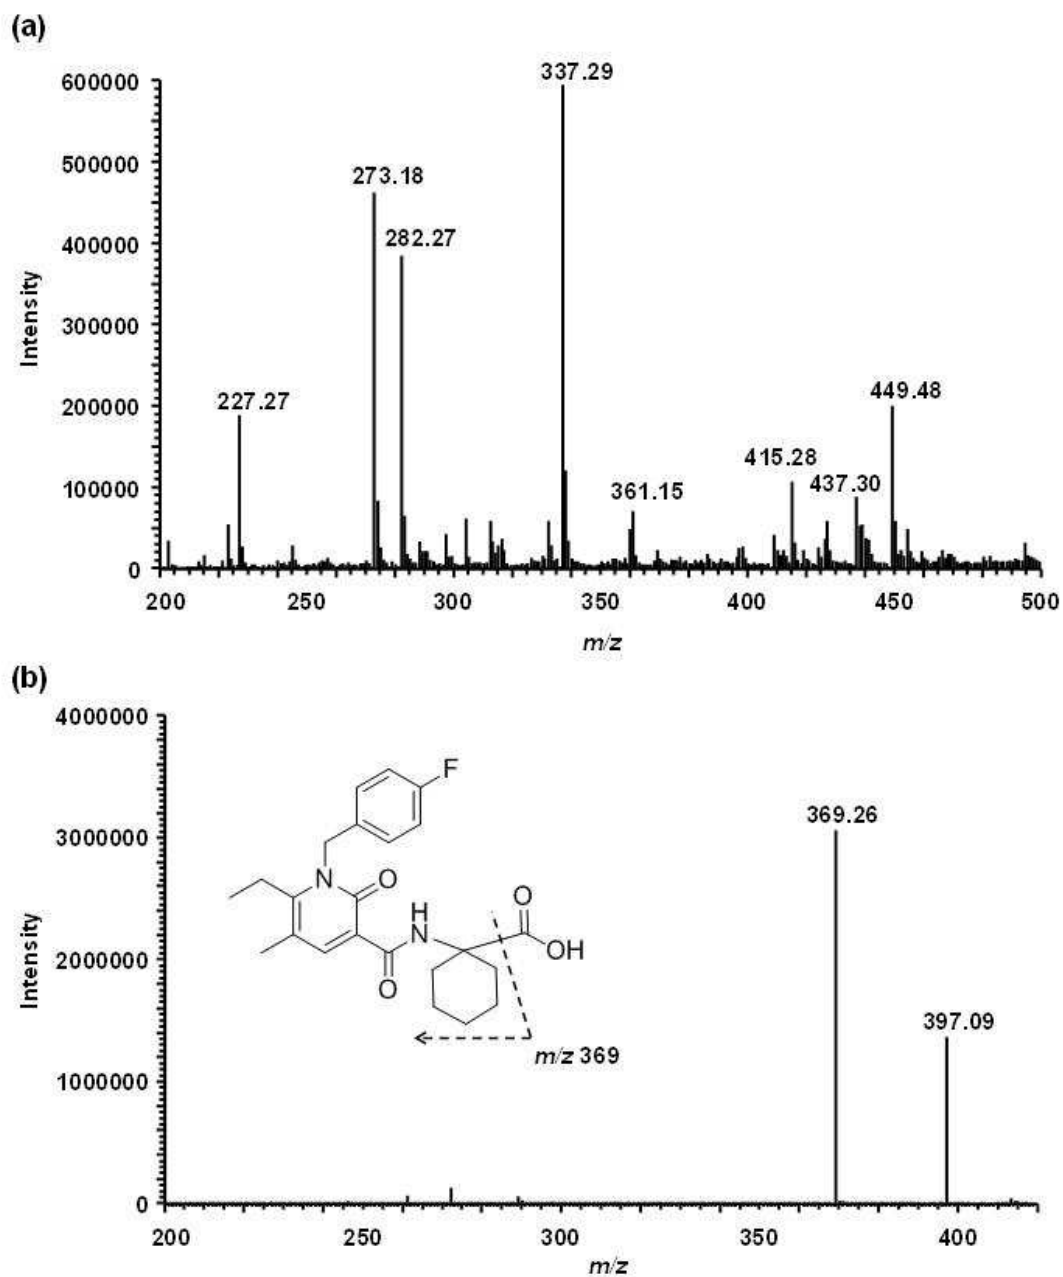 (a)
600000
500000
400000
300000
200000
100000
0
Intensity
337.29
273.18
282.27
227.27
449.48
415.28
437.30
361.15
200 250 300 350 400 450 500
m/z
(b)
4000000
3000000
2000000
1000000
0
Intensity
F
N O
H
N
O
OH
O
m/z 369
369.26
397.09
200 250 300 350 400
m/z